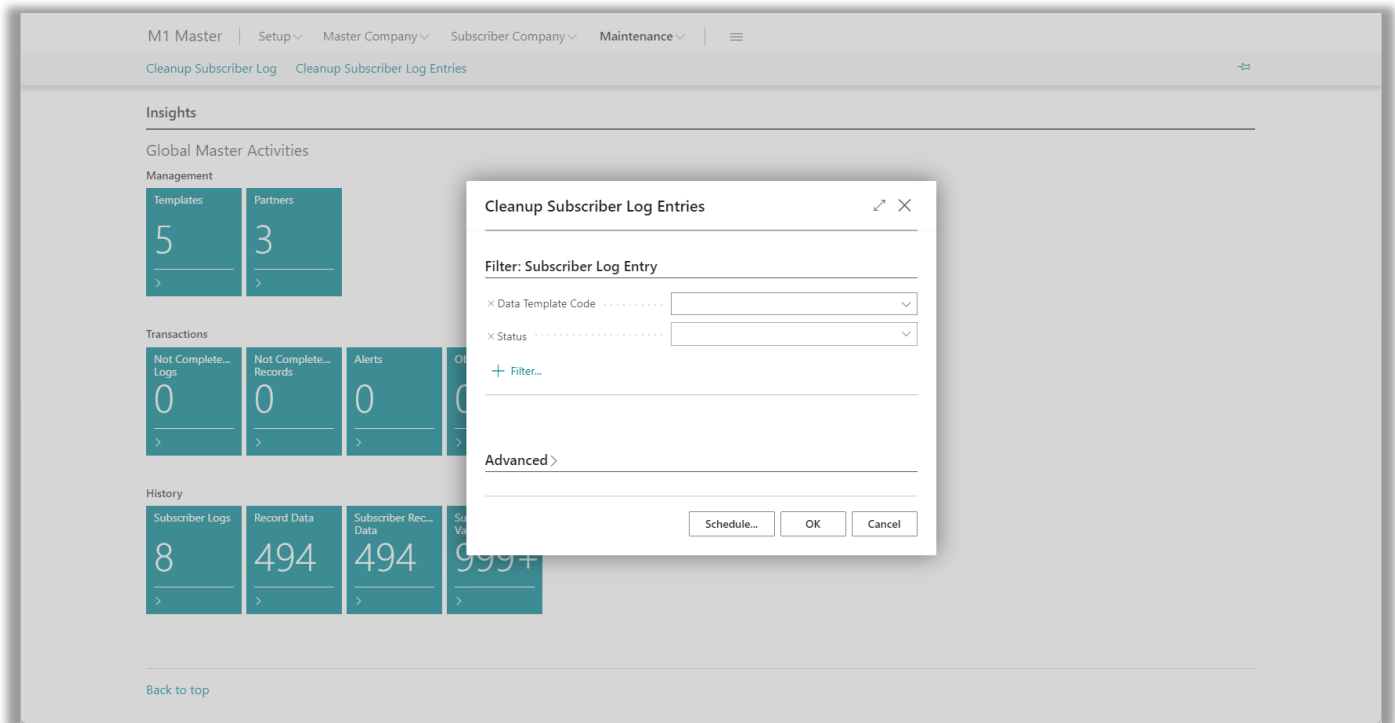 M1 Master Setup Master Company Subscriber Company Maintenance
Cleanup Subscriber Log Cleanup Subscriber Log Entries
Insights
Global Master Activities
Management
Templates
5
Partners
3
Transactions
Not Complete...
Logs
0
Not Complete...
Records
0
Alerts
0
History
Subscriber Logs
8
Record Data
494
Subscriber Rec...
Data
494
999+
Back to top
Cleanup Subscriber Log Entries
Filter: Subscriber Log Entry
Data Template Code
Status
Filter...
Advanced
Schedule... OK Cancel